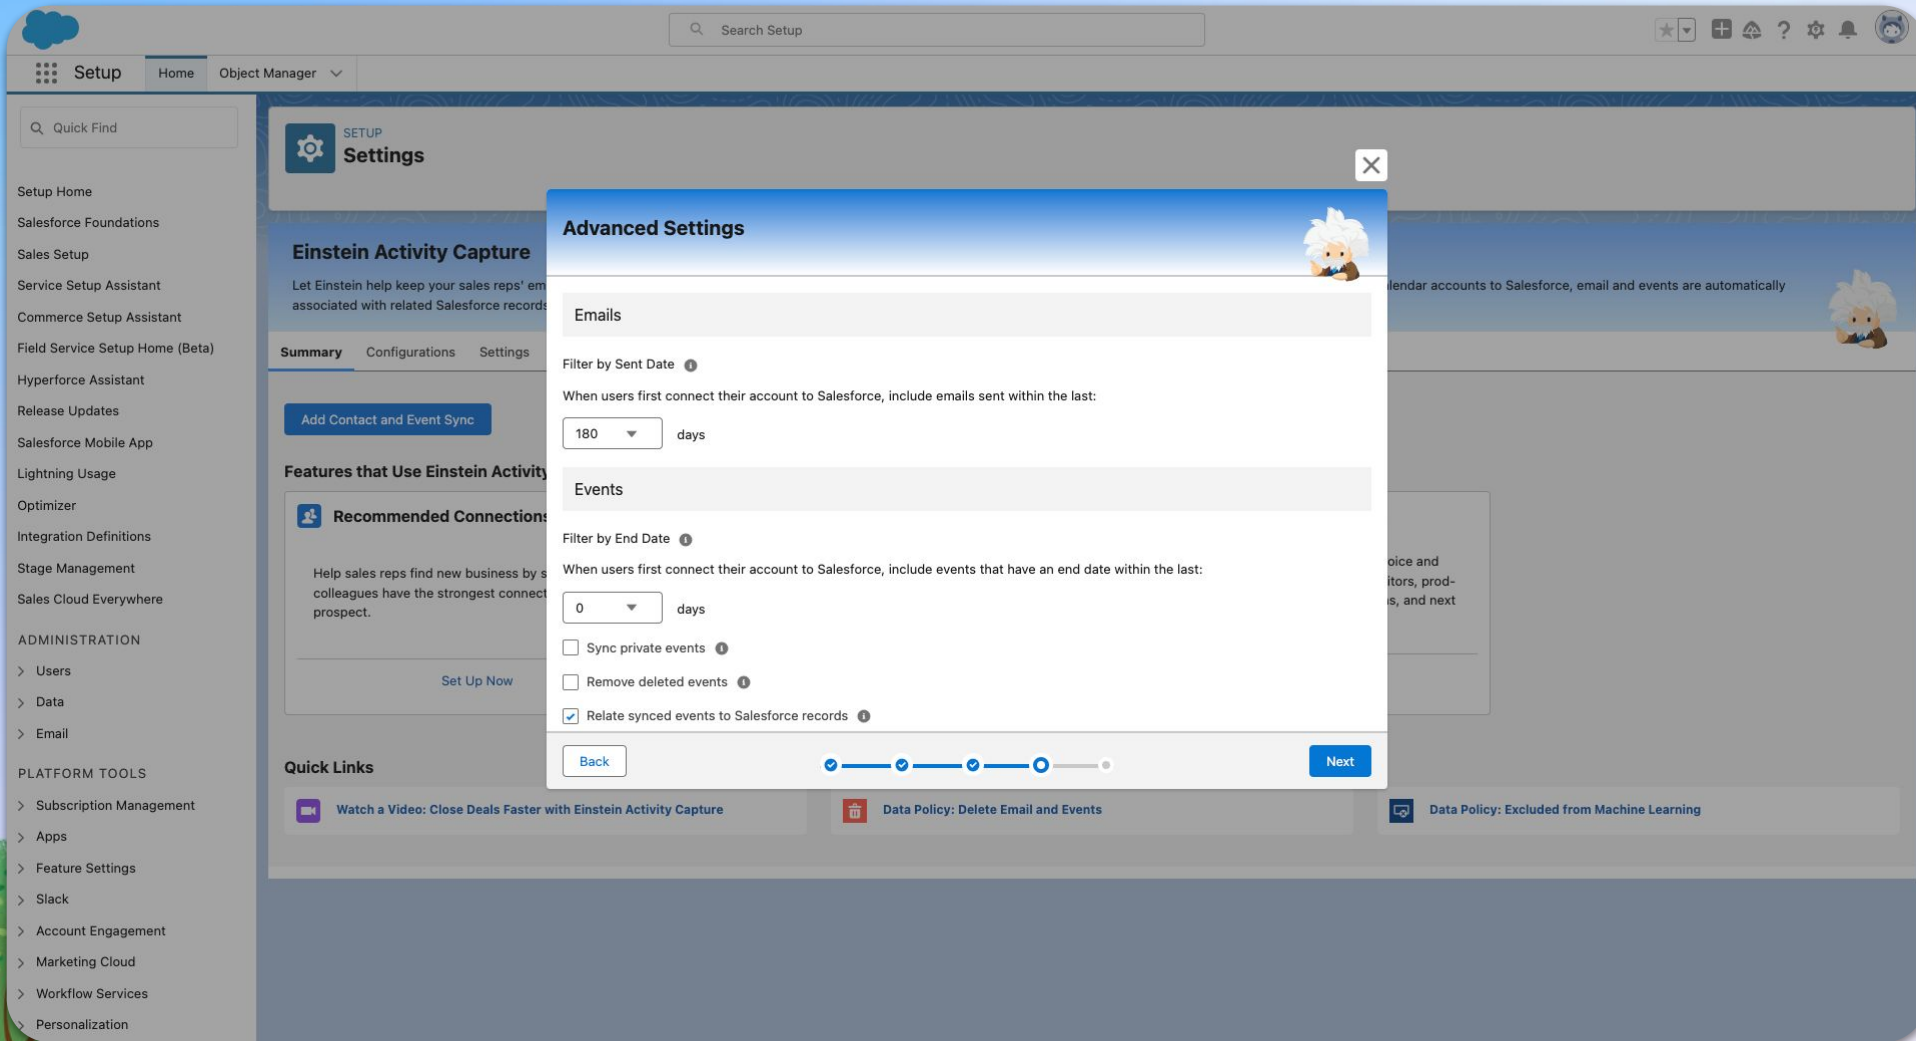 Search Setup
Setup
Home
Object Manager
Quick Find
Setup Home
Salesforce Foundations
Sales Setup
Service Setup Assistant
Commerce Setup Assistant
Field Service Setup Home (Beta)
Hyperforce Assistant
Release Updates
Salesforce Mobile App
Lightning Usage
Optimizer
Integration Definitions
Stage Management
Sales Cloud Everywhere
ADMINISTRATION
Users
Data
Email
PLATFORM TOOLS
Subscription Management
Apps
Feature Settings
Slack
Account Engagement
Marketing Cloud
Workflow Services
Personalization
SETUP
Settings
Einstein Activity Capture
Let Einstein help keep your sales reps' em
lendar accounts to Salesforce, email and events are automatically
associated with related Salesforce records
Summary
Configurations
Settings
Add Contact and Event Sync
Features that Use Einstein Activity
Recommended Connections
Help sales reps find new business by s
colleagues have the strongest connect
prospect.
Set Up Now
oice and
itors, prod-
s, and next
Advanced Settings
Emails
Filter by Sent Date
When users first connect their account to Salesforce, include emails sent within the last:
180 days
Events
Filter by End Date
When users first connect their account to Salesforce, include events that have an end date within the last:
0 days
Sync private events
Remove deleted events
Relate synced events to Salesforce records
Back
Next
Quick Links
Watch a Video: Close Deals Faster with Einstein Activity Capture
Data Policy: Delete Email and Events
Data Policy: Excluded from Machine Learning